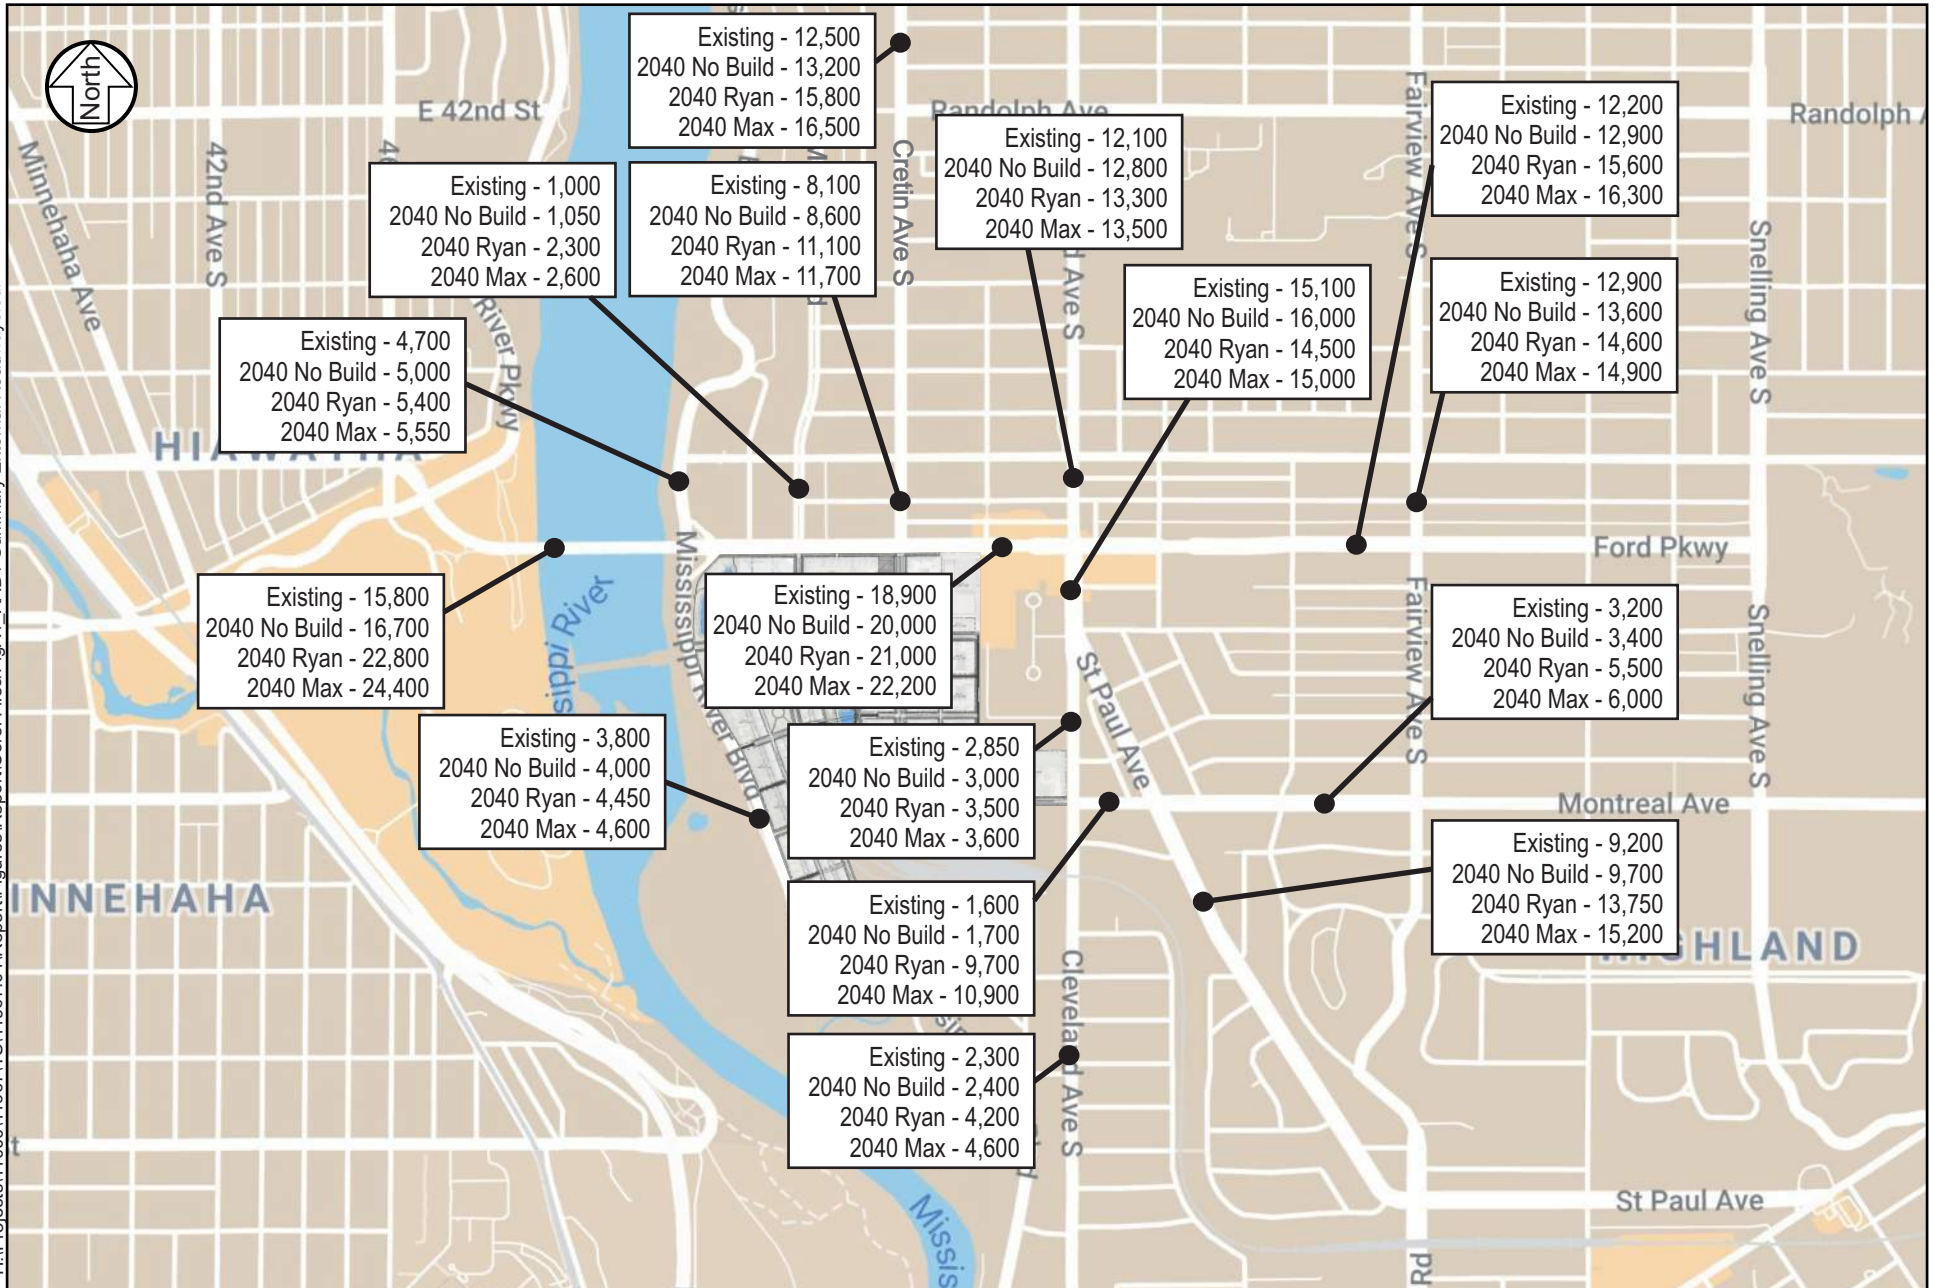 North
E 42nd St
Existing - 12,500
2040 No Build - 13,200
2040 Ryan - 15,800
2040 Max - 16,500
Randolph Ave
Randolph
Fairview Ave S
Existing - 12,200
2040 No Build - 12,900
2040 Ryan - 15,600
2040 Max - 16,300
Existing - 12,100
2040 No Build - 12,800
2040 Ryan - 13,300
2040 Max - 13,500
Minnehaha Ave
42nd Ave S
Existing - 1,000
2040 No Build - 1,050
2040 Ryan - 2,300
2040 Max - 2,600
Existing - 8,100
2040 No Build - 8,600
2040 Ryan - 11,100
2040 Max - 11,700
Cretin Ave S
d Ave S
Snelling Ave S
Existing - 15,100
2040 No Build - 16,000
2040 Ryan - 14,500
2040 Max - 15,000
Existing - 12,900
2040 No Build - 13,600
2040 Ryan - 14,600
2040 Max - 14,900
River Pkwy
Existing - 4,700
2040 No Build - 5,000
2040 Ryan - 5,400
2040 Max - 5,550
HIAWATHA
Ford Pkwy
Mississippi River Blvd
sippi River
Existing - 15,800
2040 No Build - 16,700
2040 Ryan - 22,800
2040 Max - 24,400
Existing - 18,900
2040 No Build - 20,000
2040 Ryan - 21,000
2040 Max - 22,200
St Paul Ave
Fairview Ave S
Existing - 3,200
2040 No Build - 3,400
2040 Ryan - 5,500
2040 Max - 6,000
Snelling Ave S
Existing - 3,800
2040 No Build - 4,000
2040 Ryan - 4,450
2040 Max - 4,600
Existing - 2,850
2040 No Build - 3,000
2040 Ryan - 3,500
2040 Max - 3,600
Montreal Ave
Existing - 9,200
2040 No Build - 9,700
2040 Ryan - 13,750
2040 Max - 15,200
INNEHAHA
Existing - 1,600
2040 No Build - 1,700
2040 Ryan - 9,700
2040 Max - 10,900
HIGHLAND
Cleveland Ave S
Existing - 2,300
2040 No Build - 2,400
2040 Ryan - 4,200
2040 Max - 4,600
St Paul Ave
Missis
Rd